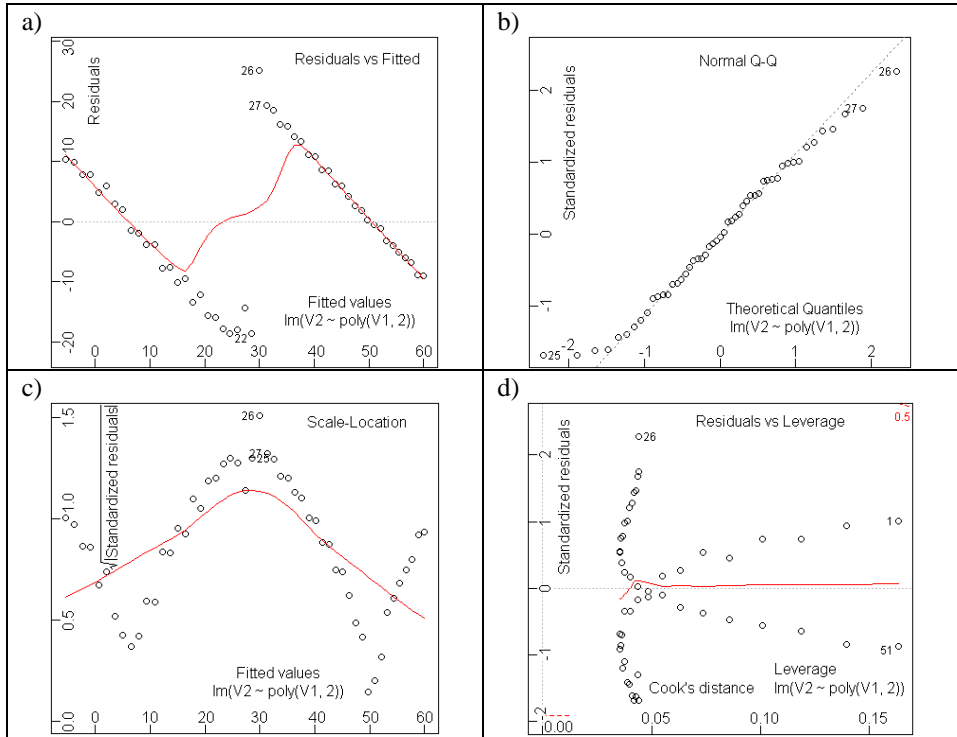 a)
Residuals vs Fitted
Residuals
26
27
22
30
20
10
0
-10
-20
0 10 20 30 40 50 60
Fitted values
lm(V2 ~ poly(V1, 2))
b)
Normal Q-Q
Standardized residuals
26
27
25
2
1
0
-1
-2 -1 0 1 2
Theoretical Quantiles
lm(V2 ~ poly(V1, 2))
c)
Scale-Location
√|Standardized residuals|
26
27
25
1.5
1.0
0.5
0.0
0 10 20 30 40 50 60
Fitted values
lm(V2 ~ poly(V1, 2))
d)
Residuals vs Leverage
0.5
Standardized residuals
26
1
51
2
1
0
-1
-2
Cook's distance
0.00 0.05 0.10 0.15
Leverage
lm(V2 ~ poly(V1, 2))